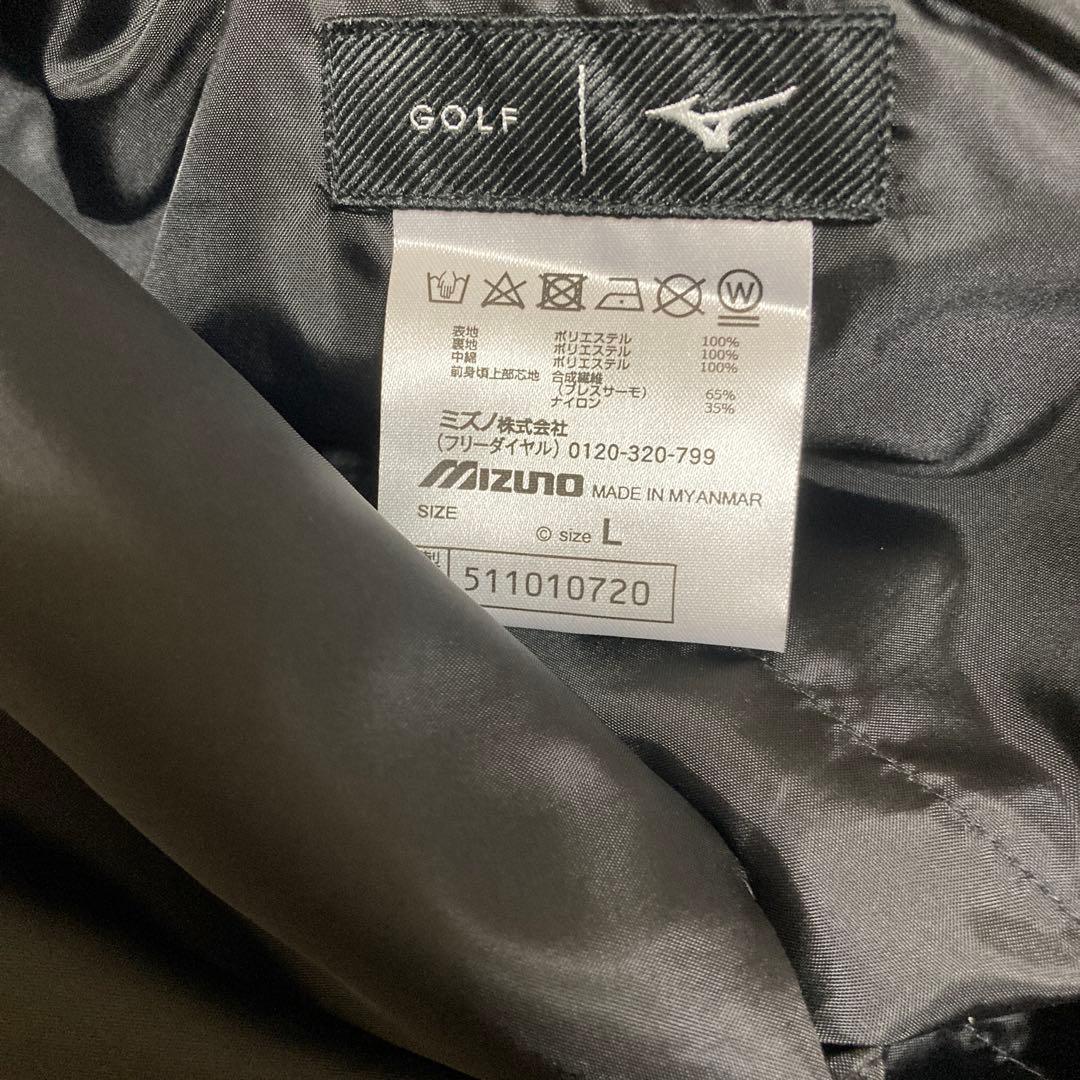 GOLF
W
表地 ポリエステル 100%
裏地 ポリエステル 100%
中綿 ポリエステル 100%
前身頃上部芯地 合成繊維
(ブレスサーモ) 65%
ナイロン 35%
ミズノ株式会社
(フリーダイヤル) 0120-320-799
MIZUNO MADE IN MYANMAR
SIZE
© size L
511010720